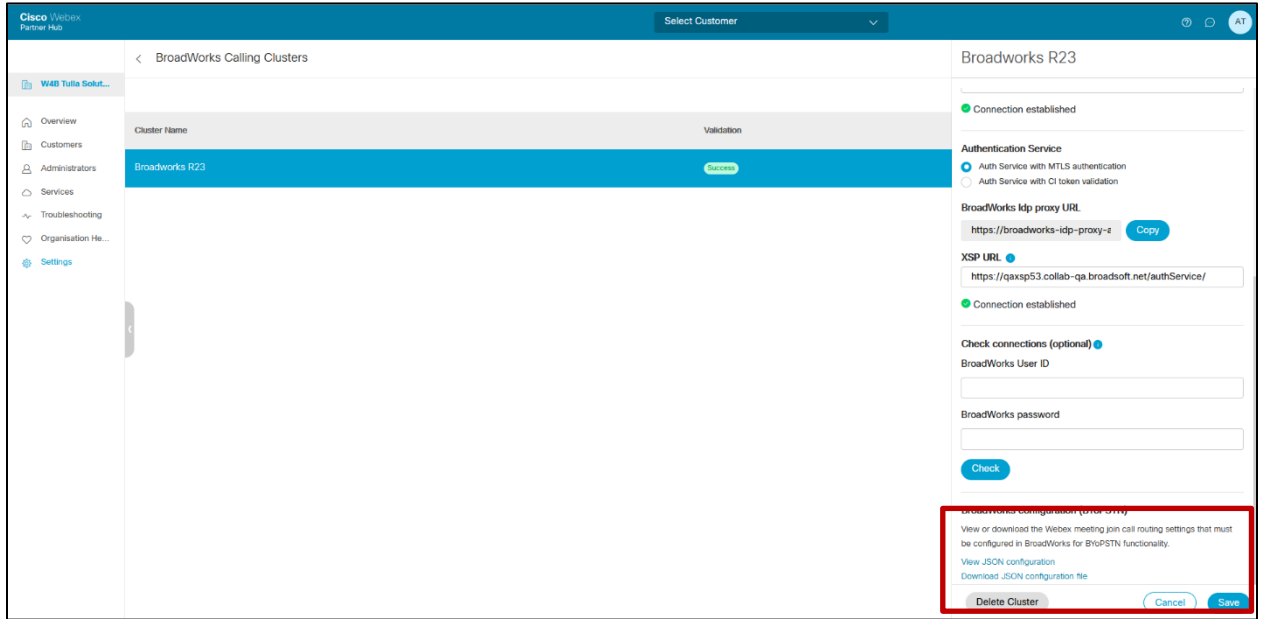 Cisco Webex
Partner Hub
Select Customer
AT
BroadWorks Calling Clusters
Broadworks R23
W4B Tulla Solut...
Overview
Customers
Administrators
Services
Troubleshooting
Organisation He...
Settings
Cluster Name
Validation
Broadworks R23
Success
Connection established
Authentication Service
Auth Service with MTLS authentication
Auth Service with CI token validation
BroadWorks Idp proxy URL
https://broadworks-idp-proxy-a
Copy
XSP URL
https://qaxsp53.collab-qa.broadsoft.net/authService/
Connection established
Check connections (optional)
BroadWorks User ID
BroadWorks password
Check
BroadWorks configuration (BYoPSTN)
View or download the Webex meeting join call routing settings that must
be configured in BroadWorks for BYoPSTN functionality.
View JSON configuration
Download JSON configuration file
Delete Cluster
Cancel
Save